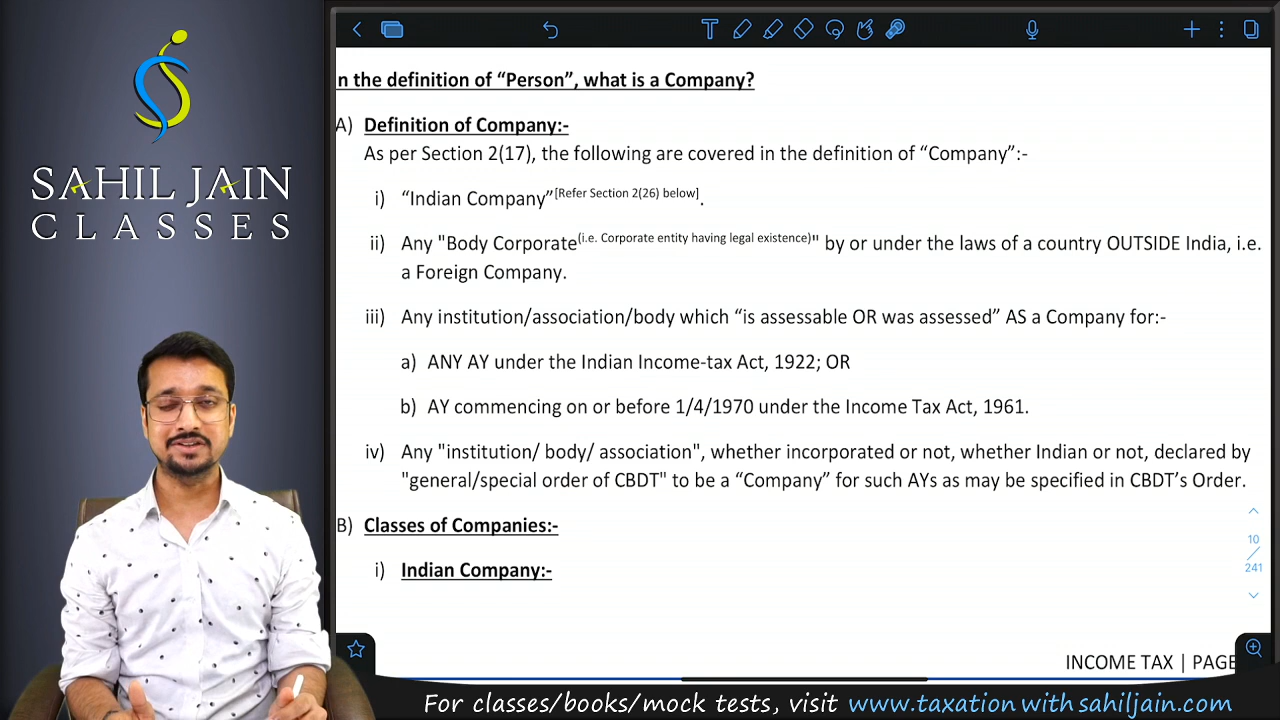 SAHIL JAIN
CLASSES
n the definition of “Person”, what is a Company?
A) Definition of Company:-
As per Section 2(17), the following are covered in the definition of “Company”:-
i) “Indian Company”[Refer Section 2(26) below].
ii) Any "Body Corporate(i.e. Corporate entity having legal existence)" by or under the laws of a country OUTSIDE India, i.e.
a Foreign Company.
iii) Any institution/association/body which “is assessable OR was assessed” AS a Company for:-
a) ANY AY under the Indian Income-tax Act, 1922; OR
b) AY commencing on or before 1/4/1970 under the Income Tax Act, 1961.
iv) Any "institution/ body/ association", whether incorporated or not, whether Indian or not, declared by
"general/special order of CBDT" to be a “Company” for such AYs as may be specified in CBDT’s Order.
B) Classes of Companies:-
i) Indian Company:-
10
/
241
INCOME TAX | PAGE
For classes/books/mock tests, visit www.taxationwithsahiljain.com